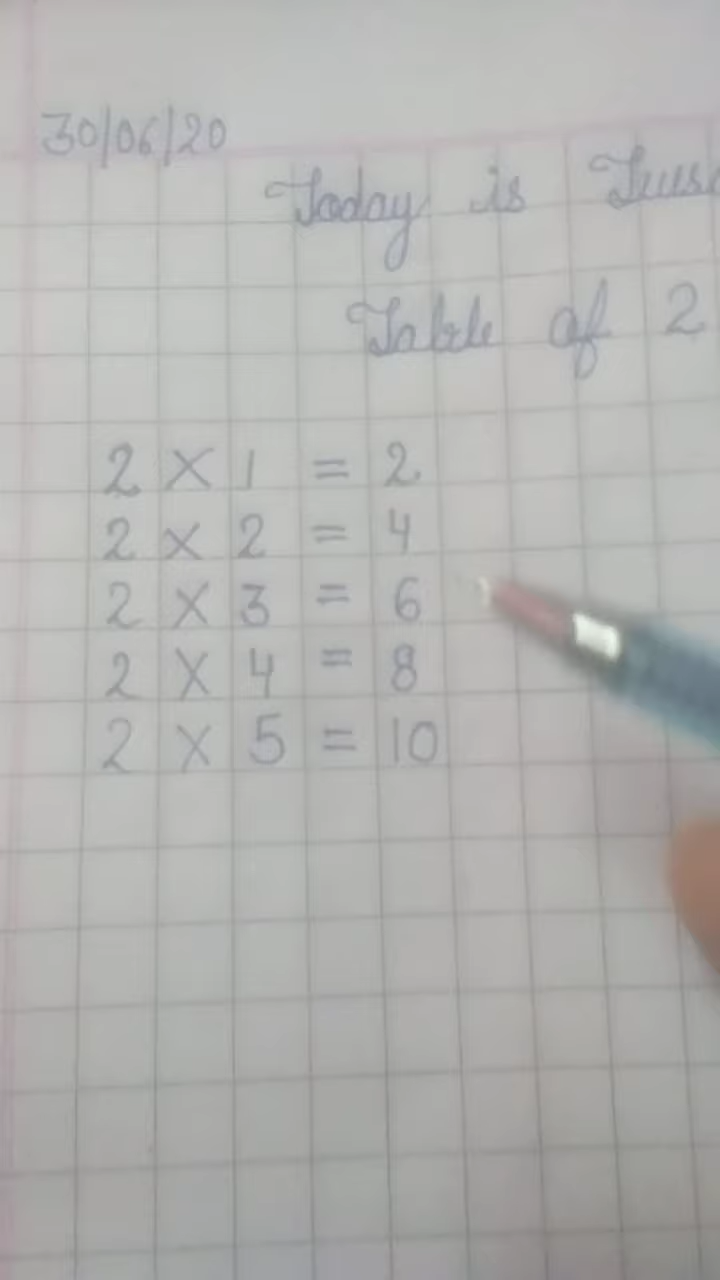 30/06/20
Today is
Table of 2
2 × 1 = 2
2 × 2 = 4
2 × 3 = 6
2 × 4 = 8
2 × 5 = 10